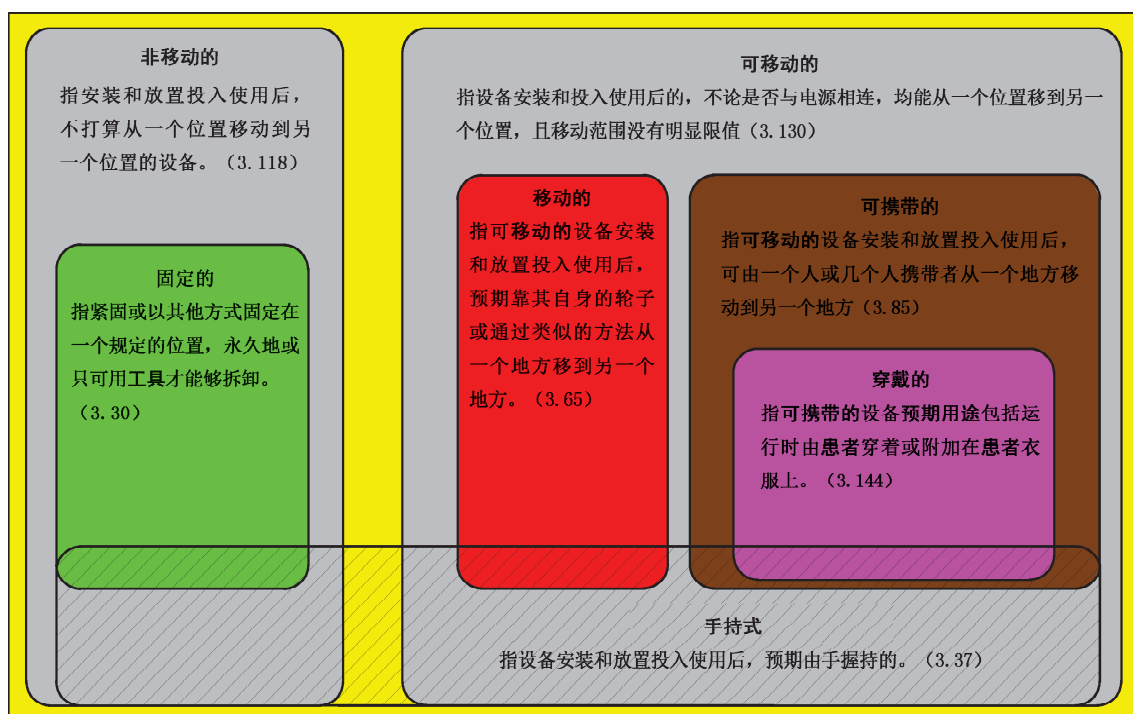 非移动的
指安装和放置投入使用后，
不打算从一个位置移动到另
一个位置的设备。（3.118）
固定的
指紧固或以其他方式固定在
一个规定的位置，永久地或
只可用工具才能够拆卸。
（3.30）
可移动的
指设备安装和投入使用后的，不论是否与电源相连，均能从一个位置移到另一
个位置，且移动范围没有明显限值（3.130）
移动的
指可移动的设备安装
和放置投入使用后，
预期靠其自身的轮子
或通过类似的方法从
一个地方移到另一个
地方。（3.65）
可携带的
指可移动的设备安装和放置投入使用后，
可由一个人或几个人携带者从一个地方移
动到另一个地方（3.85）
穿戴的
指可携带的设备预期用途包括运
行时由患者穿着或附加在患者衣
服上。（3.144）
手持式
指设备安装和放置投入使用后，预期由手握持的。（3.37）